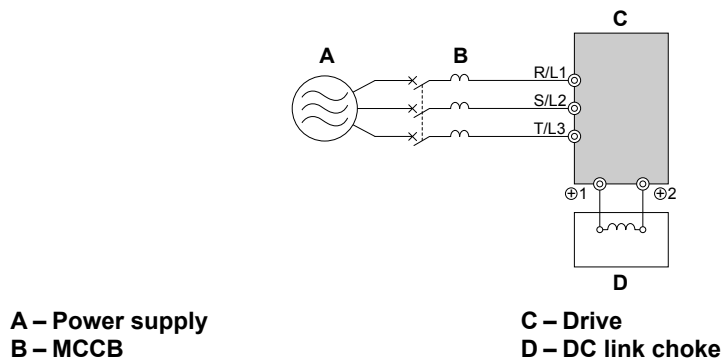 C
A
B
R/L1
S/L2
T/L3
⊕1
⊕2
D
A – Power supply
B – MCCB
C – Drive
D – DC link choke